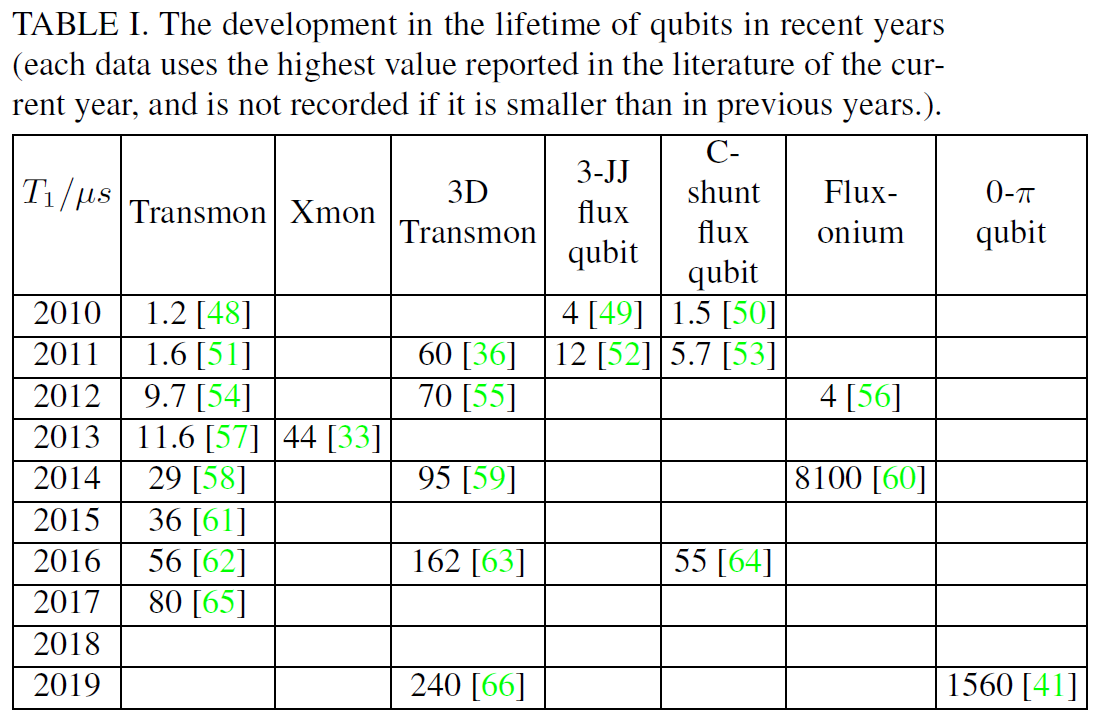 TABLE I. The development in the lifetime of qubits in recent years
(each data uses the highest value reported in the literature of the cur-
rent year, and is not recorded if it is smaller than in previous years.).
T₁/μs Transmon Xmon 3D Transmon 3-JJ flux qubit C-shunt flux qubit Flux-onium 0-π qubit
2010 1.2 [48] 4 [49] 1.5 [50]
2011 1.6 [51] 60 [36] 12 [52] 5.7 [53]
2012 9.7 [54] 70 [55] 4 [56]
2013 11.6 [57] 44 [33]
2014 29 [58] 95 [59] 8100 [60]
2015 36 [61]
2016 56 [62] 162 [63] 55 [64]
2017 80 [65]
2018
2019 240 [66] 1560 [41]